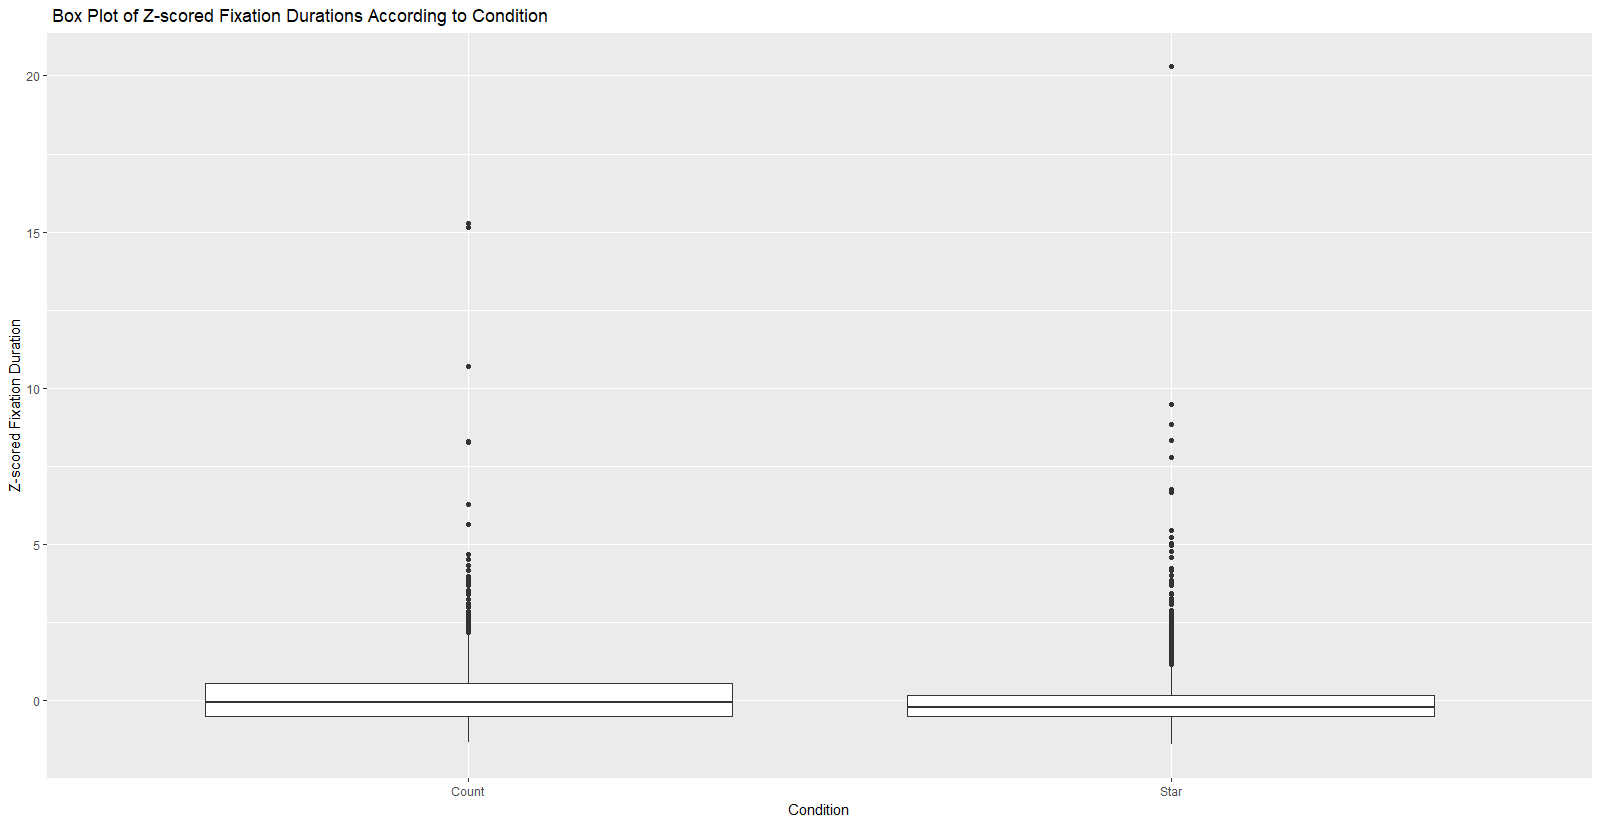 Box Plot of Z-scored Fixation Durations According to Condition
Z-scored Fixation Duration
20
15
10
5
0
Count
Star
Condition